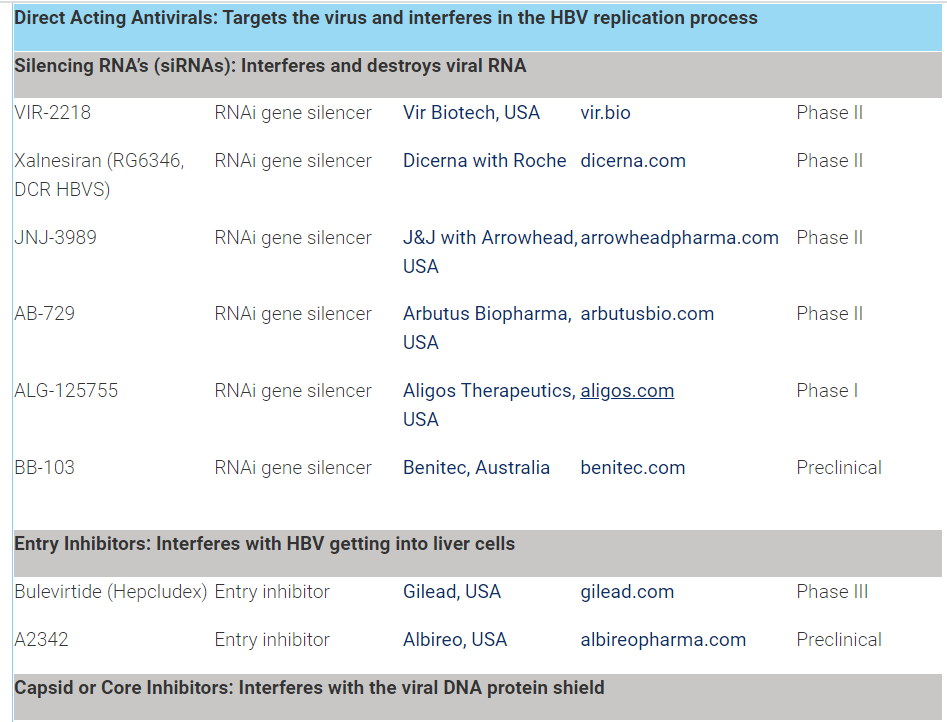 Direct Acting Antivirals: Targets the virus and interferes in the HBV replication process
Silencing RNA’s (siRNAs): Interferes and destroys viral RNA
VIR-2218 RNAi gene silencer Vir Biotech, USA vir.bio Phase II
Xalnesiran (RG6346, RNAi gene silencer Dicerna with Roche dicerna.com Phase II
DCR HBVS)
JNJ-3989 RNAi gene silencer J&J with Arrowhead, arrowheadpharma.com Phase II
USA
AB-729 RNAi gene silencer Arbutus Biopharma, arbutusbio.com Phase II
USA
ALG-125755 RNAi gene silencer Aligos Therapeutics, aligos.com Phase I
USA
BB-103 RNAi gene silencer Benitec, Australia benitec.com Preclinical
Entry Inhibitors: Interferes with HBV getting into liver cells
Bulevirtide (Hepcludex) Entry inhibitor Gilead, USA gilead.com Phase III
A2342 Entry inhibitor Albireo, USA albireopharma.com Preclinical
Capsid or Core Inhibitors: Interferes with the viral DNA protein shield